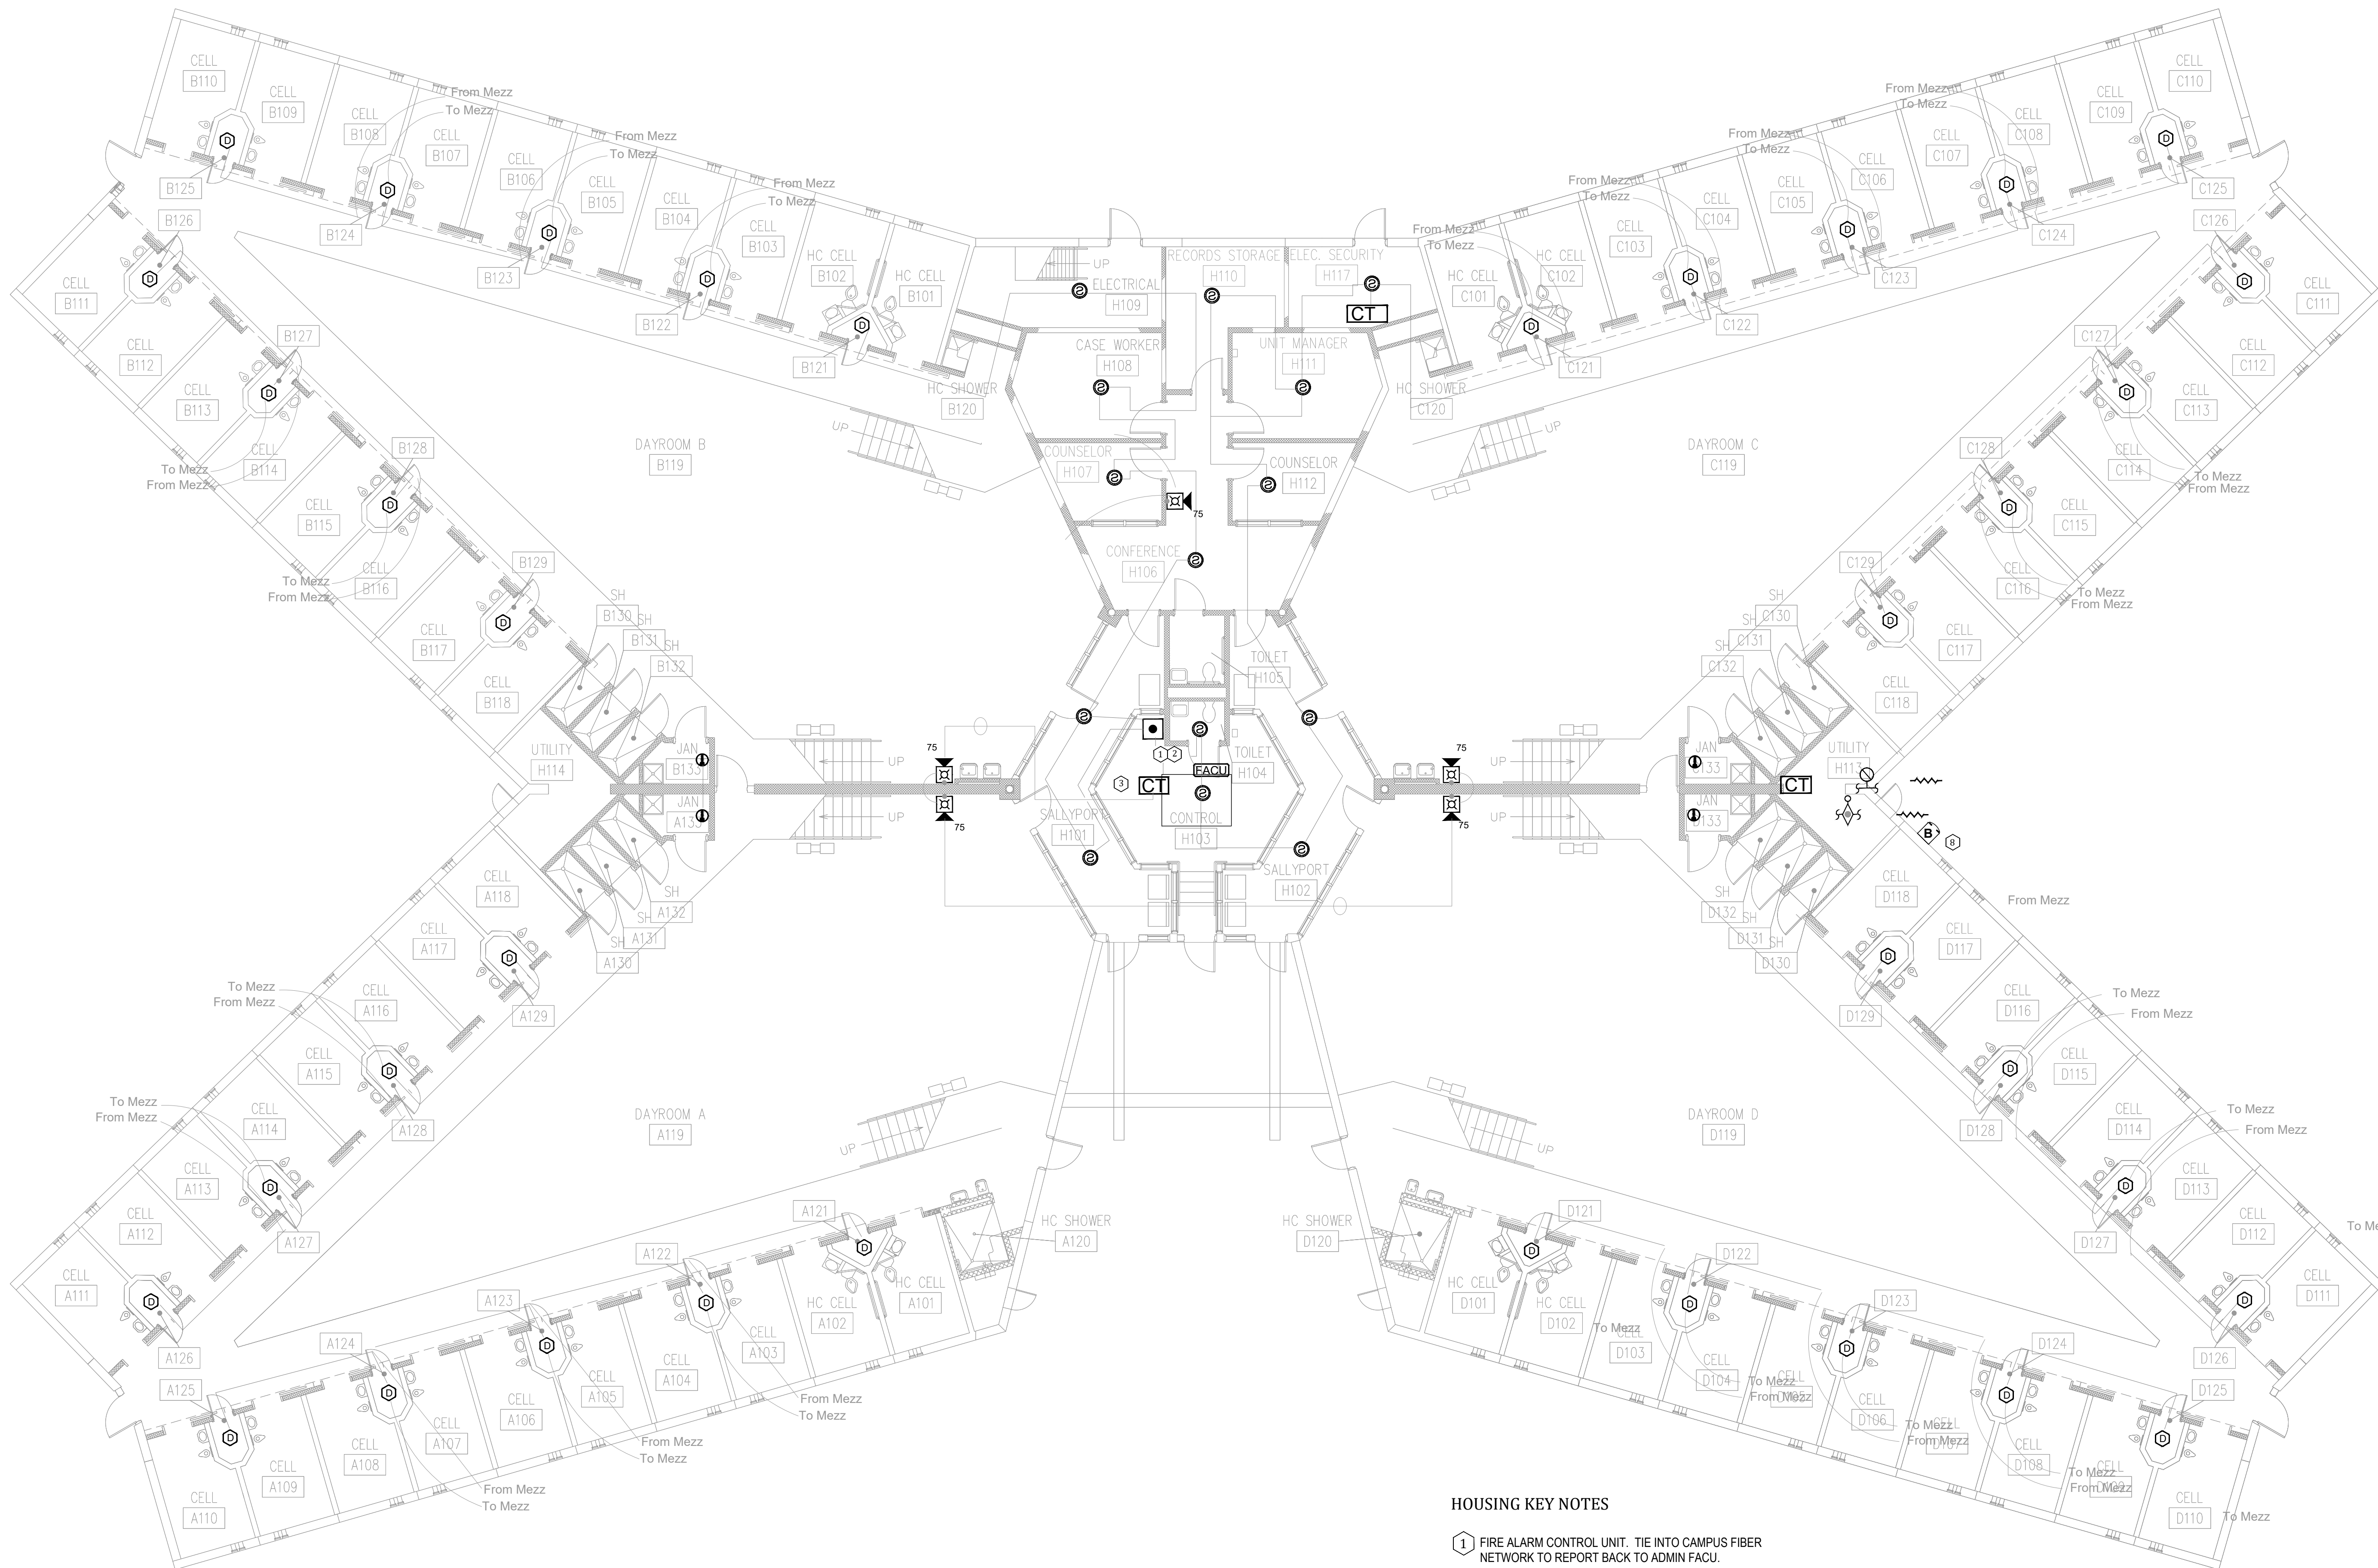 CELL
B110
CELL
B109
CELL
B108
From Mezz
To Mezz
CELL
B107
CELL
B106
From Mezz
To Mezz
CELL
B105
CELL
B104
From Mezz
To Mezz
CELL
B103
HC CELL
B102
HC CELL
B101
B125
B124
B123
B122
B121
HC SHOWER
B120
B126
CELL
B111
B127
CELL
B112
CELL
B113
B128
CELL
B114
To Mezz
From Mezz
CELL
B115
B129
CELL
B116
To Mezz
From Mezz
CELL
B117
CELL
B118
SH
B130
SH
B131
SH
B132
DAYROOM B
B119
UP
UP
ELECTRICAL
H109
RECORDS STORAGE
H110
ELEC. SECURITY
H117
CT
CASE WORKER
H108
UNIT MANAGER
H111
COUNSELOR
H107
COUNSELOR
H112
75
CONFERENCE
H106
TOILET
H105
TOILET
H104
1
2
3
FACU
CT
CONTROL
H103
SALLYPORT
H101
SALLYPORT
H102
75
75
75
75
UP
UP
UP
UP
UTILITY
H114
JAN
B133
JAN
A133
CELL
C110
CELL
C109
CELL
C108
From Mezz
To Mezz
CELL
C107
CELL
C106
From Mezz
To Mezz
CELL
C105
CELL
C104
From Mezz
To Mezz
CELL
C103
HC CELL
C102
HC CELL
C101
From Mezz
To Mezz
C125
C124
C123
C122
C121
HC SHOWER
C120
UP
DAYROOM C
C119
C126
CELL
C111
C127
CELL
C112
CELL
C113
C128
CELL
C114
To Mezz
From Mezz
CELL
C115
C129
CELL
C116
To Mezz
From Mezz
CELL
C117
CELL
C118
SH
C130
SH
C131
SH
C132
JAN
C133
JAN
D133
CT
UTILITY
H113
B
8
CELL
A118
SH
A132
SH
A131
SH
A130
CELL
A117
A129
CELL
A116
To Mezz
From Mezz
CELL
A115
A128
CELL
A114
To Mezz
From Mezz
CELL
A113
A127
CELL
A112
CELL
A111
A126
DAYROOM A
A119
UP
A125
A124
A123
A122
A121
HC SHOWER
A120
HC CELL
A101
HC CELL
A102
CELL
A103
From Mezz
To Mezz
CELL
A104
CELL
A105
From Mezz
To Mezz
CELL
A106
CELL
A107
From Mezz
To Mezz
CELL
A108
CELL
A109
CELL
A110
CELL
D118
From Mezz
SH
D132
SH
D131
SH
D130
CELL
D117
D129
CELL
D116
To Mezz
From Mezz
CELL
D115
D128
CELL
D114
To Mezz
From Mezz
CELL
D113
D127
CELL
D112
CELL
D111
D126
DAYROOM D
D119
UP
HC SHOWER
D120
D121
D122
D123
D124
D125
HC CELL
D101
HC CELL
D102
To Mezz
CELL
D103
CELL
D104
To Mezz
From Mezz
CELL
CELL
D106
To Mezz
From Mezz
CELL
CELL
D108
To Mezz
From Mezz
CELL
CELL
D110
To Mezz
HOUSING KEY NOTES
1 FIRE ALARM CONTROL UNIT. TIE INTO CAMPUS FIBER
NETWORK TO REPORT BACK TO ADMIN FACU.